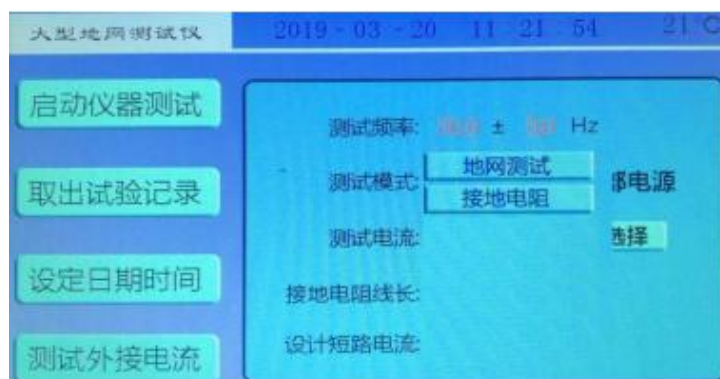 大型地网测试仪
2019-03-20 11:21:54 21℃
启动仪器测试
取出试验记录
设定日期时间
测试外接电流
测试频率: ± Hz
测试模式:
地网测试
接地电阻
部电源
测试电流:
选择
接地电阻线长:
设计短路电流: